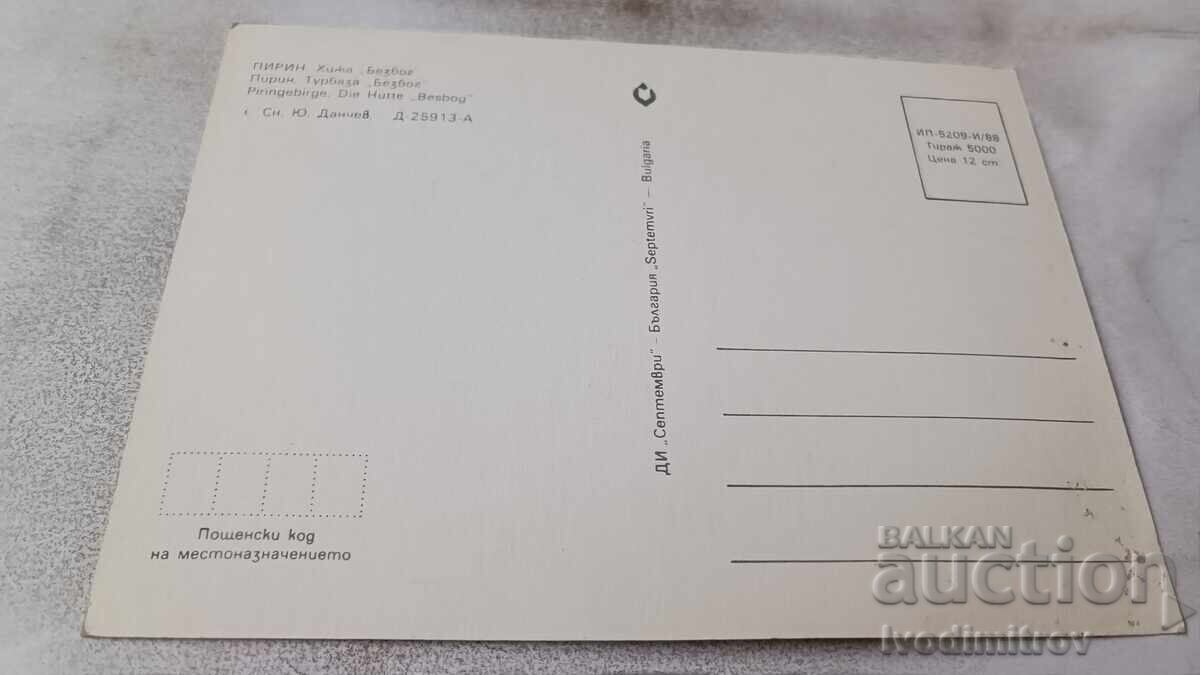 ПИРИН. Хижа „Безбог"
Пирин. Турбаза „Безбог"
Piringebirge. Die Hütte „Besbog"
Сн. Ю. Данчев Д-25913-А
ДИ „Септември" – България „Septemvri" – Bulgaria
ИП-5209-И/88
Тираж 5000
Цена 12 ст.
Пощенски код
на местоназначението
BALKAN
auction
Ivodimitrov